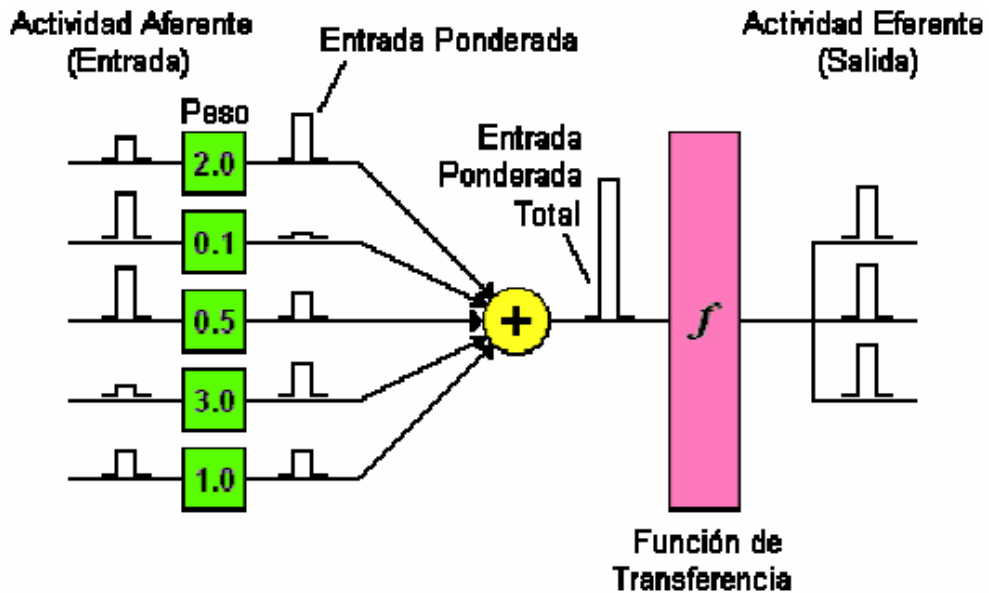 Actividad Aferente
(Entrada)
Entrada Ponderada
Actividad Eferente
(Salida)
Peso
2.0
0.1
0.5
3.0
1.0
Entrada
Ponderada
Total
+
f
Función de
Transferencia